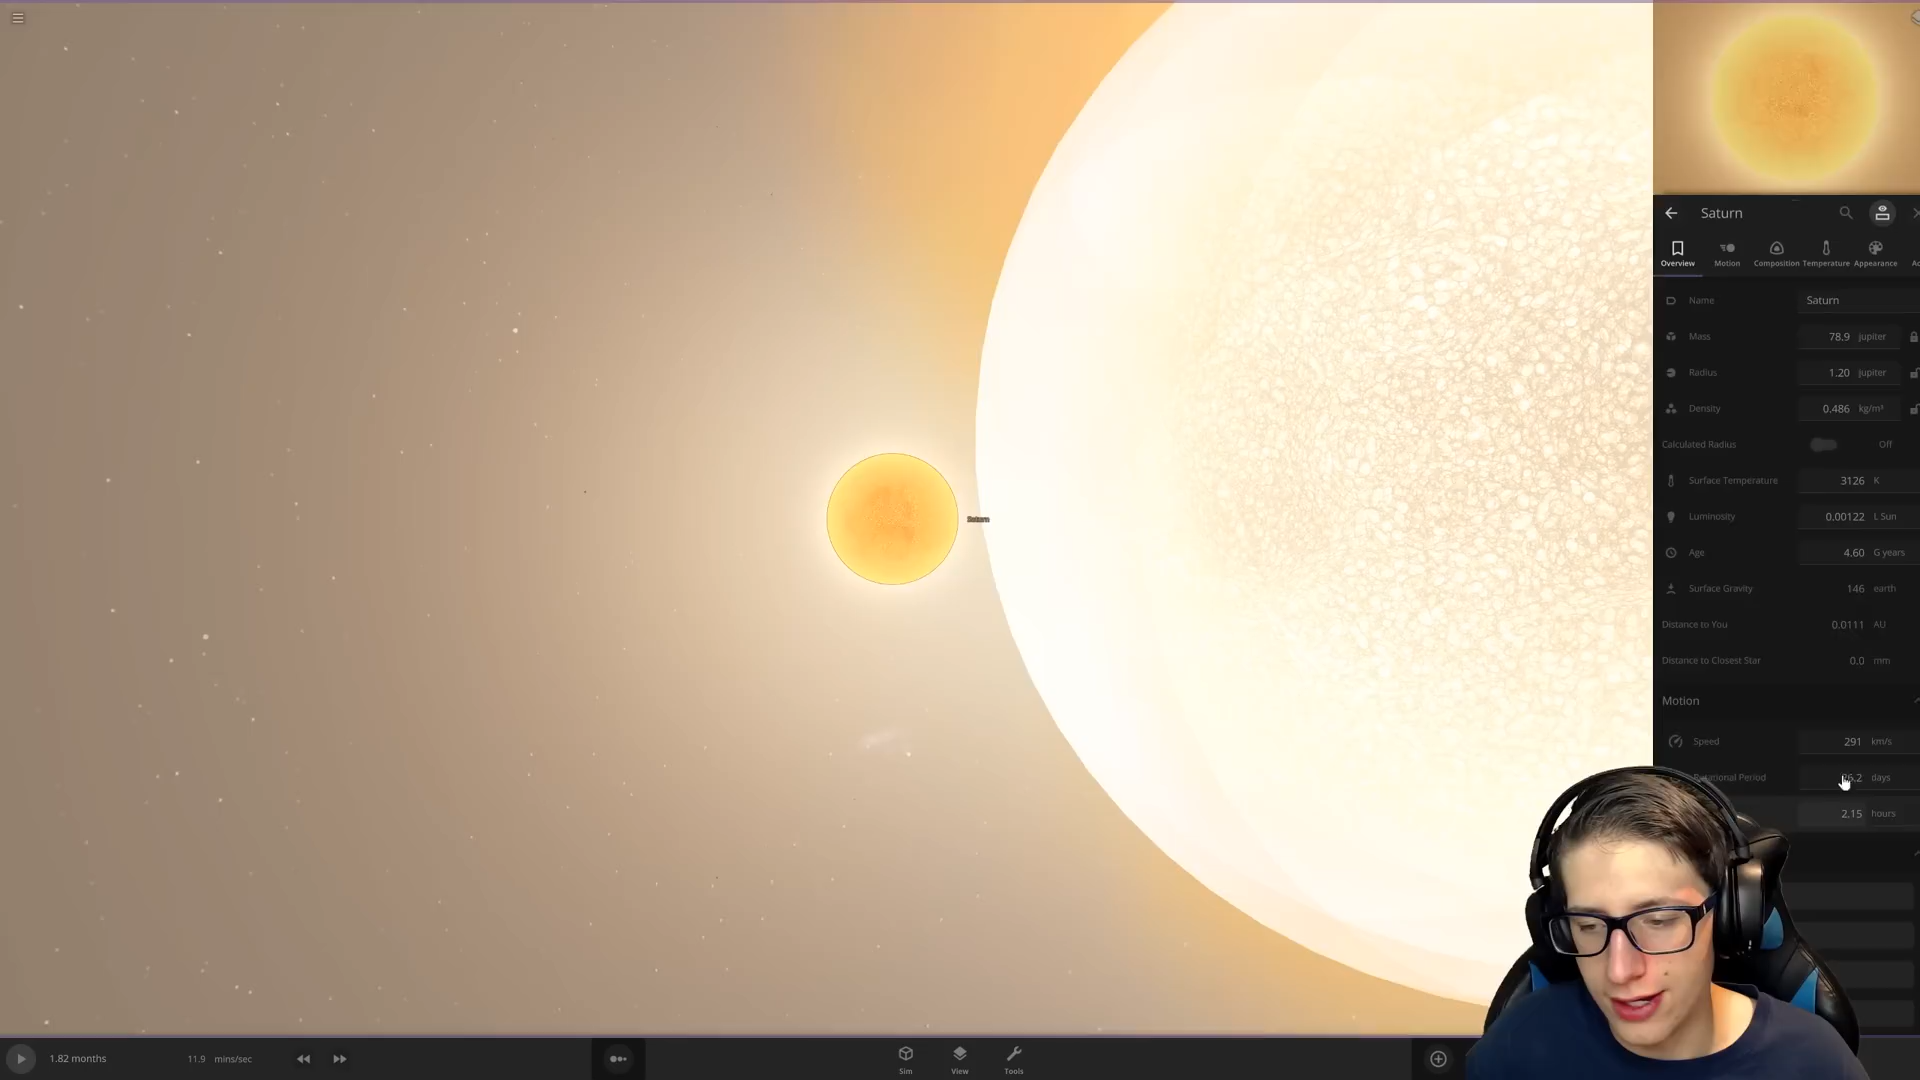 Saturn
Overview
Motion
Composition
Temperature
Appearance
Name
Saturn
Mass
78.9 jupiter
Radius
1.20 jupiter
Density
0.486 kg/m³
Calculated Radius
Off
Surface Temperature
3126 K
Luminosity
0.00122 L Sun
Age
4.60 G years
Surface Gravity
146 earth
Distance to You
0.0111 AU
Distance to Closest Star
0.0 mm
Motion
Speed
291 km/s
days
2.15 hours
Saturn
1.82 months
11.9 mins/sec
Sim
View
Tools